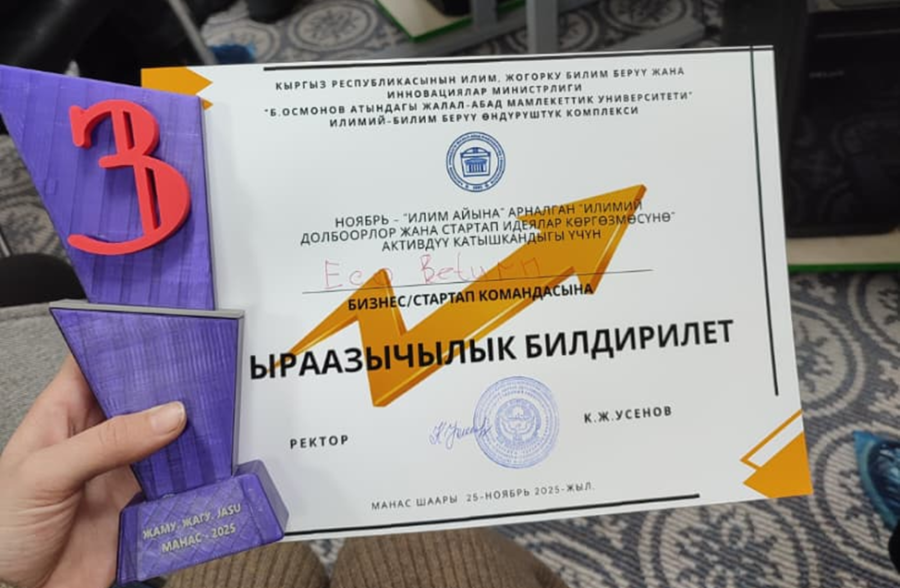 КЫРГЫЗ РЕСПУБЛИКАСЫНЫН ИЛИМ, ЖОГОРКУ БИЛИМ БЕРҮҮ ЖАНА
ИННОВАЦИЯЛАР МИНИСТРЛИГИ
"Б.ОСМОНОВ АТЫНДАГЫ ЖАЛАЛ-АБАД МАМЛЕКЕТТИК УНИВЕРСИТЕТИ"
ИЛИМИЙ-БИЛИМ БЕРҮҮ ӨНДҮРҮШТҮК КОМПЛЕКСИ
НОЯБРЬ – "ИЛИМ АЙЫНА" АРНАЛГАН "ИЛИМИЙ
ДОЛБООРЛОР ЖАНА СТАРТАП ИДЕЯЛАР КӨРГӨЗМӨСҮНӨ"
АКТИВДҮҮ КАТЫШКАНДЫГЫ ҮЧҮН
Eco Beturn
БИЗНЕС/СТАРТАП КОМАНДАСЫНА
ЫРААЗЫЧЫЛЫК БИЛДИРИЛЕТ
РЕКТОР
К.Ж.УСЕНОВ
МАНАС ШААРЫ 25-НОЯБРЬ 2025-ЖЫЛ.
3
ЖАМУ, ЖАГУ, JASU
МАНАС - 2025